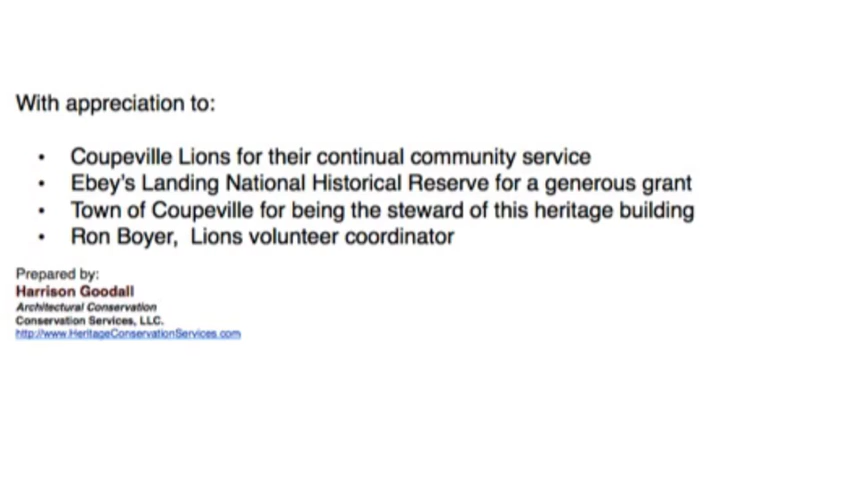 With appreciation to:
• Coupeville Lions for their continual community service
• Ebey's Landing National Historical Reserve for a generous grant
• Town of Coupeville for being the steward of this heritage building
• Ron Boyer,  Lions volunteer coordinator
Prepared by:
Harrison Goodall
Architectural Conservation
Conservation Services, LLC.
http://www.HeritageConservationServices.com